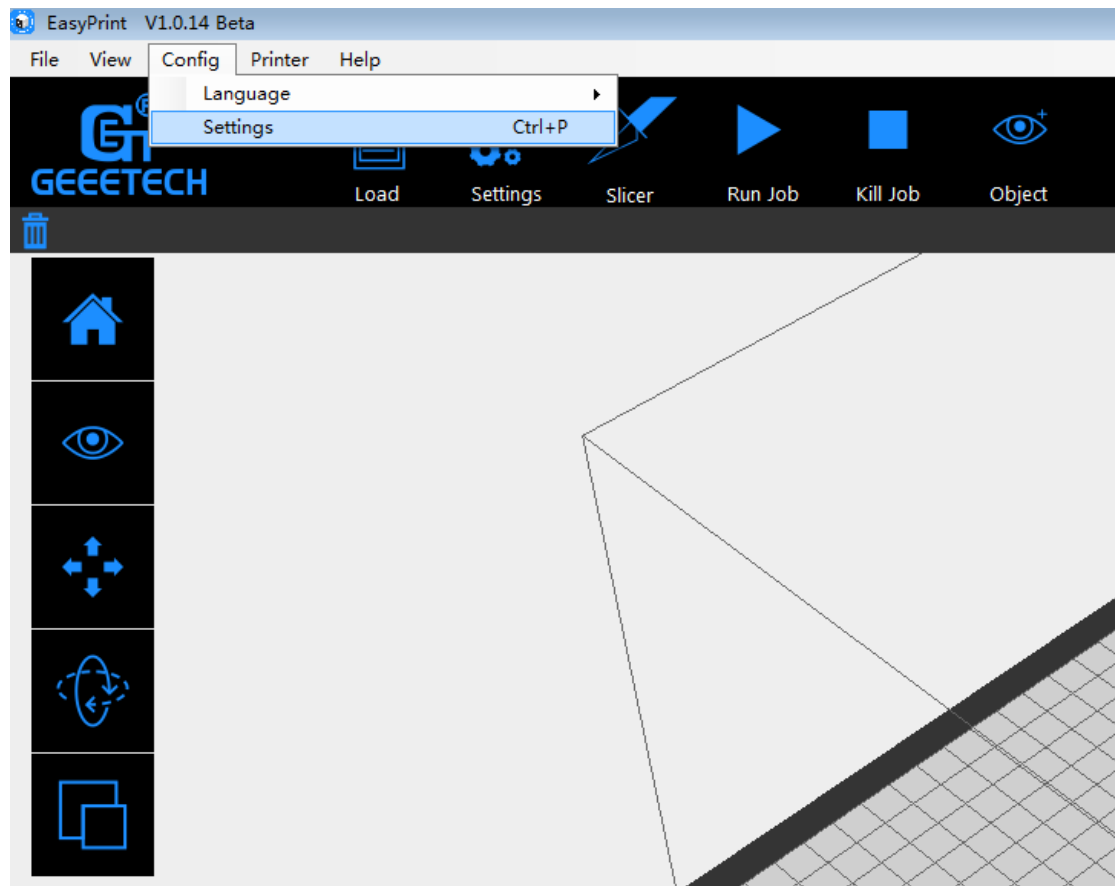 EasyPrint V1.0.14 Beta
File View Config Printer Help
Language
Settings Ctrl+P
GEEETECH
Load Settings Slicer Run Job Kill Job Object